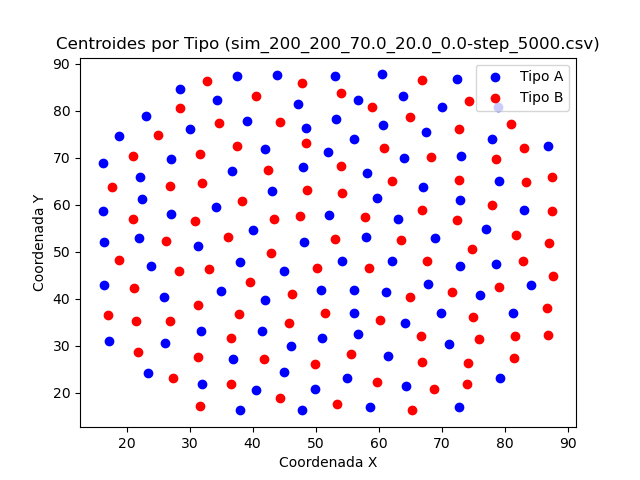 Centroides por Tipo (sim_200_200_70.0_20.0_0.0-step_5000.csv)
Tipo A
Tipo B
90
80
70
60
50
40
30
20
Coordenada Y
20 30 40 50 60 70 80 90
Coordenada X